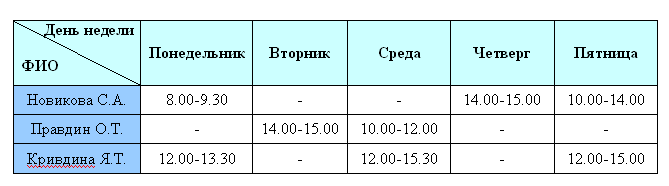 День недели
ФИО Понедельник Вторник Среда Четверг Пятница
Новикова С.А. 8.00-9.30 - - 14.00-15.00 10.00-14.00
Правдин О.Т. - 14.00-15.00 10.00-12.00 - -
Кривдина Я.Т. 12.00-13.30 - 12.00-15.30 - 12.00-15.00